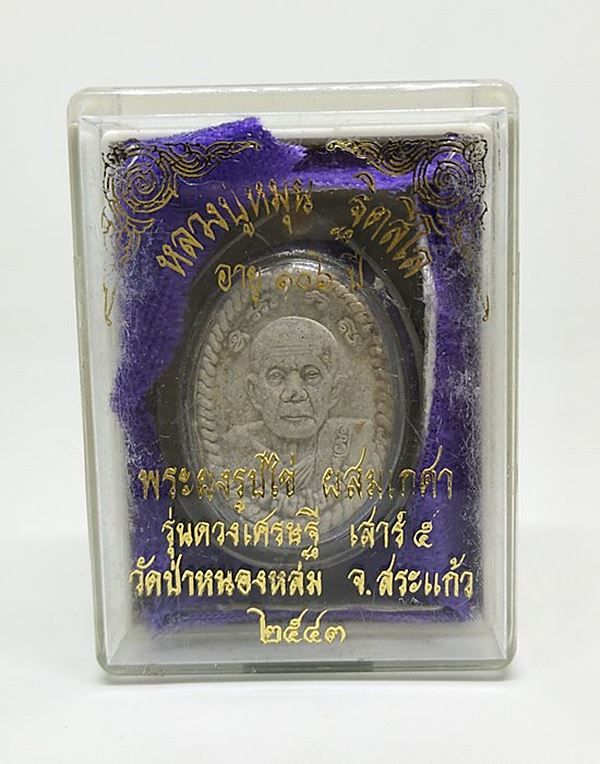 หลวงปู่หมุน ฐิตสีโล
อายุ ๑๐๖ ปี
พระผงรูปไข่ ผสมเกศา
รุ่นดวงเศรษฐี เสาร์ ๕
วัดป่าหนองหล่ม จ.สระแก้ว
๒๕๔๓